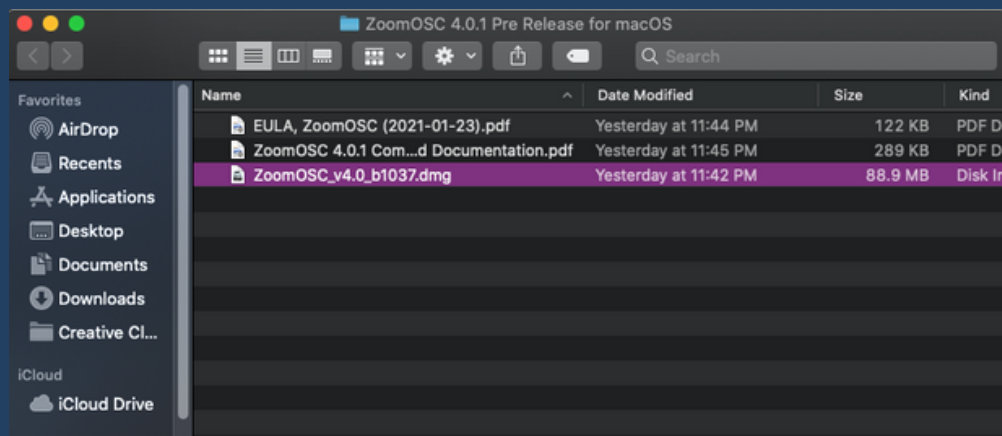 ZoomOSC 4.0.1 Pre Release for macOS
Search
Favorites
AirDrop
Recents
Applications
Desktop
Documents
Downloads
Creative Cl...
iCloud
iCloud Drive
Name Date Modified Size Kind
EULA, ZoomOSC (2021-01-23).pdf Yesterday at 11:44 PM 122 KB PDF D
ZoomOSC 4.0.1 Com...d Documentation.pdf Yesterday at 11:45 PM 289 KB PDF D
ZoomOSC_v4.0_b1037.dmg Yesterday at 11:42 PM 88.9 MB Disk Ir